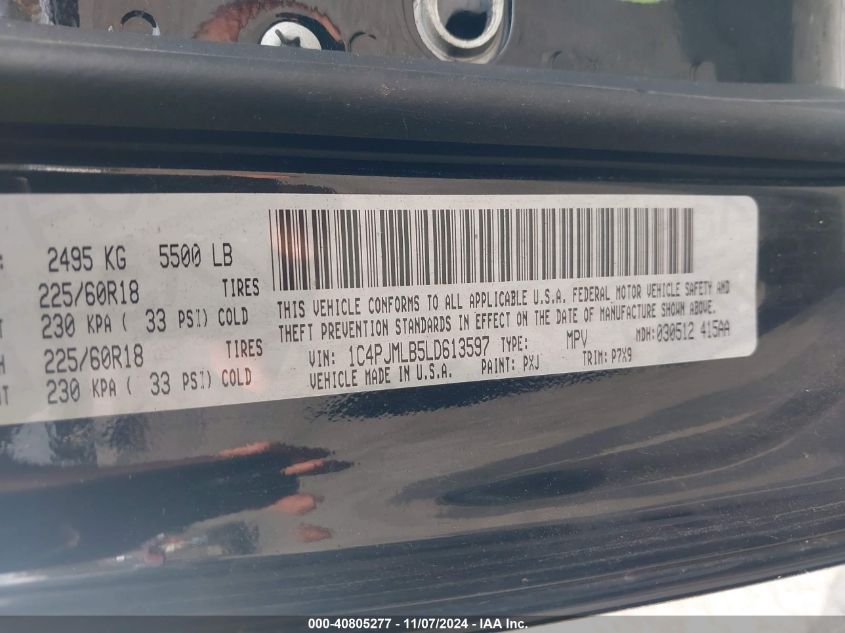 2495 KG 5500 LB
225/60R18 TIRES
230 KPA ( 33 PSI) COLD
225/60R18 TIRES
230 KPA ( 33 PSI) COLD
THIS VEHICLE CONFORMS TO ALL APPLICABLE U.S.A. FEDERAL MOTOR VEHICLE SAFETY AND
THEFT PREVENTION STANDARDS IN EFFECT ON THE DATE OF MANUFACTURE SHOWN ABOVE.
VIN: 1C4PJMLB5LD613597 TYPE: MPV MDH: 030512 415AA
VEHICLE MADE IN U.S.A. PAINT: PXJ TRIM: P7X9
000-40805277 - 11/07/2024 - IAA Inc.